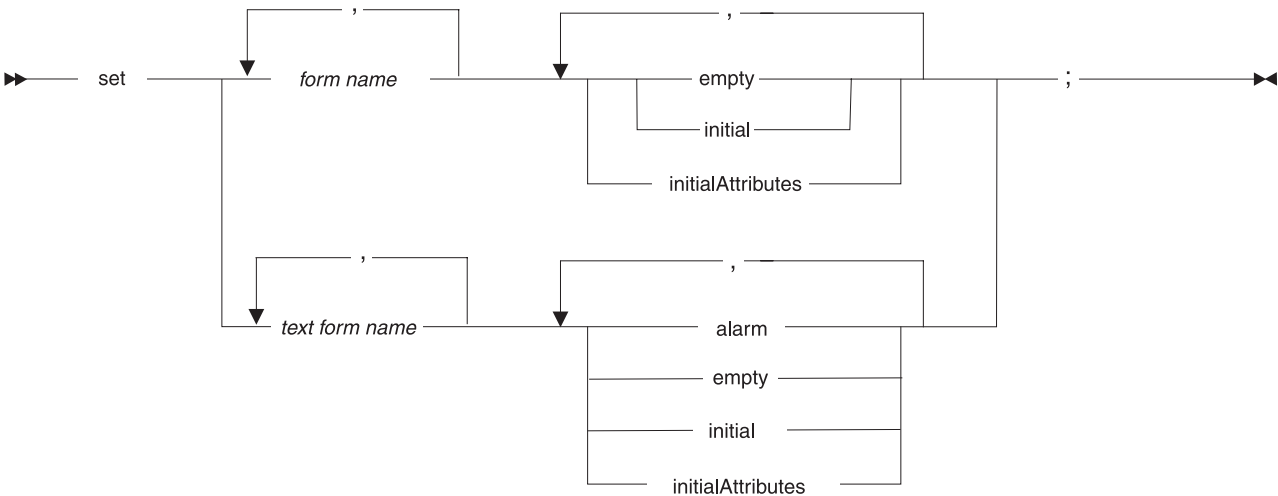 , ,
set form name empty ;
initial
initialAttributes
, ,
text form name alarm
empty
initial
initialAttributes